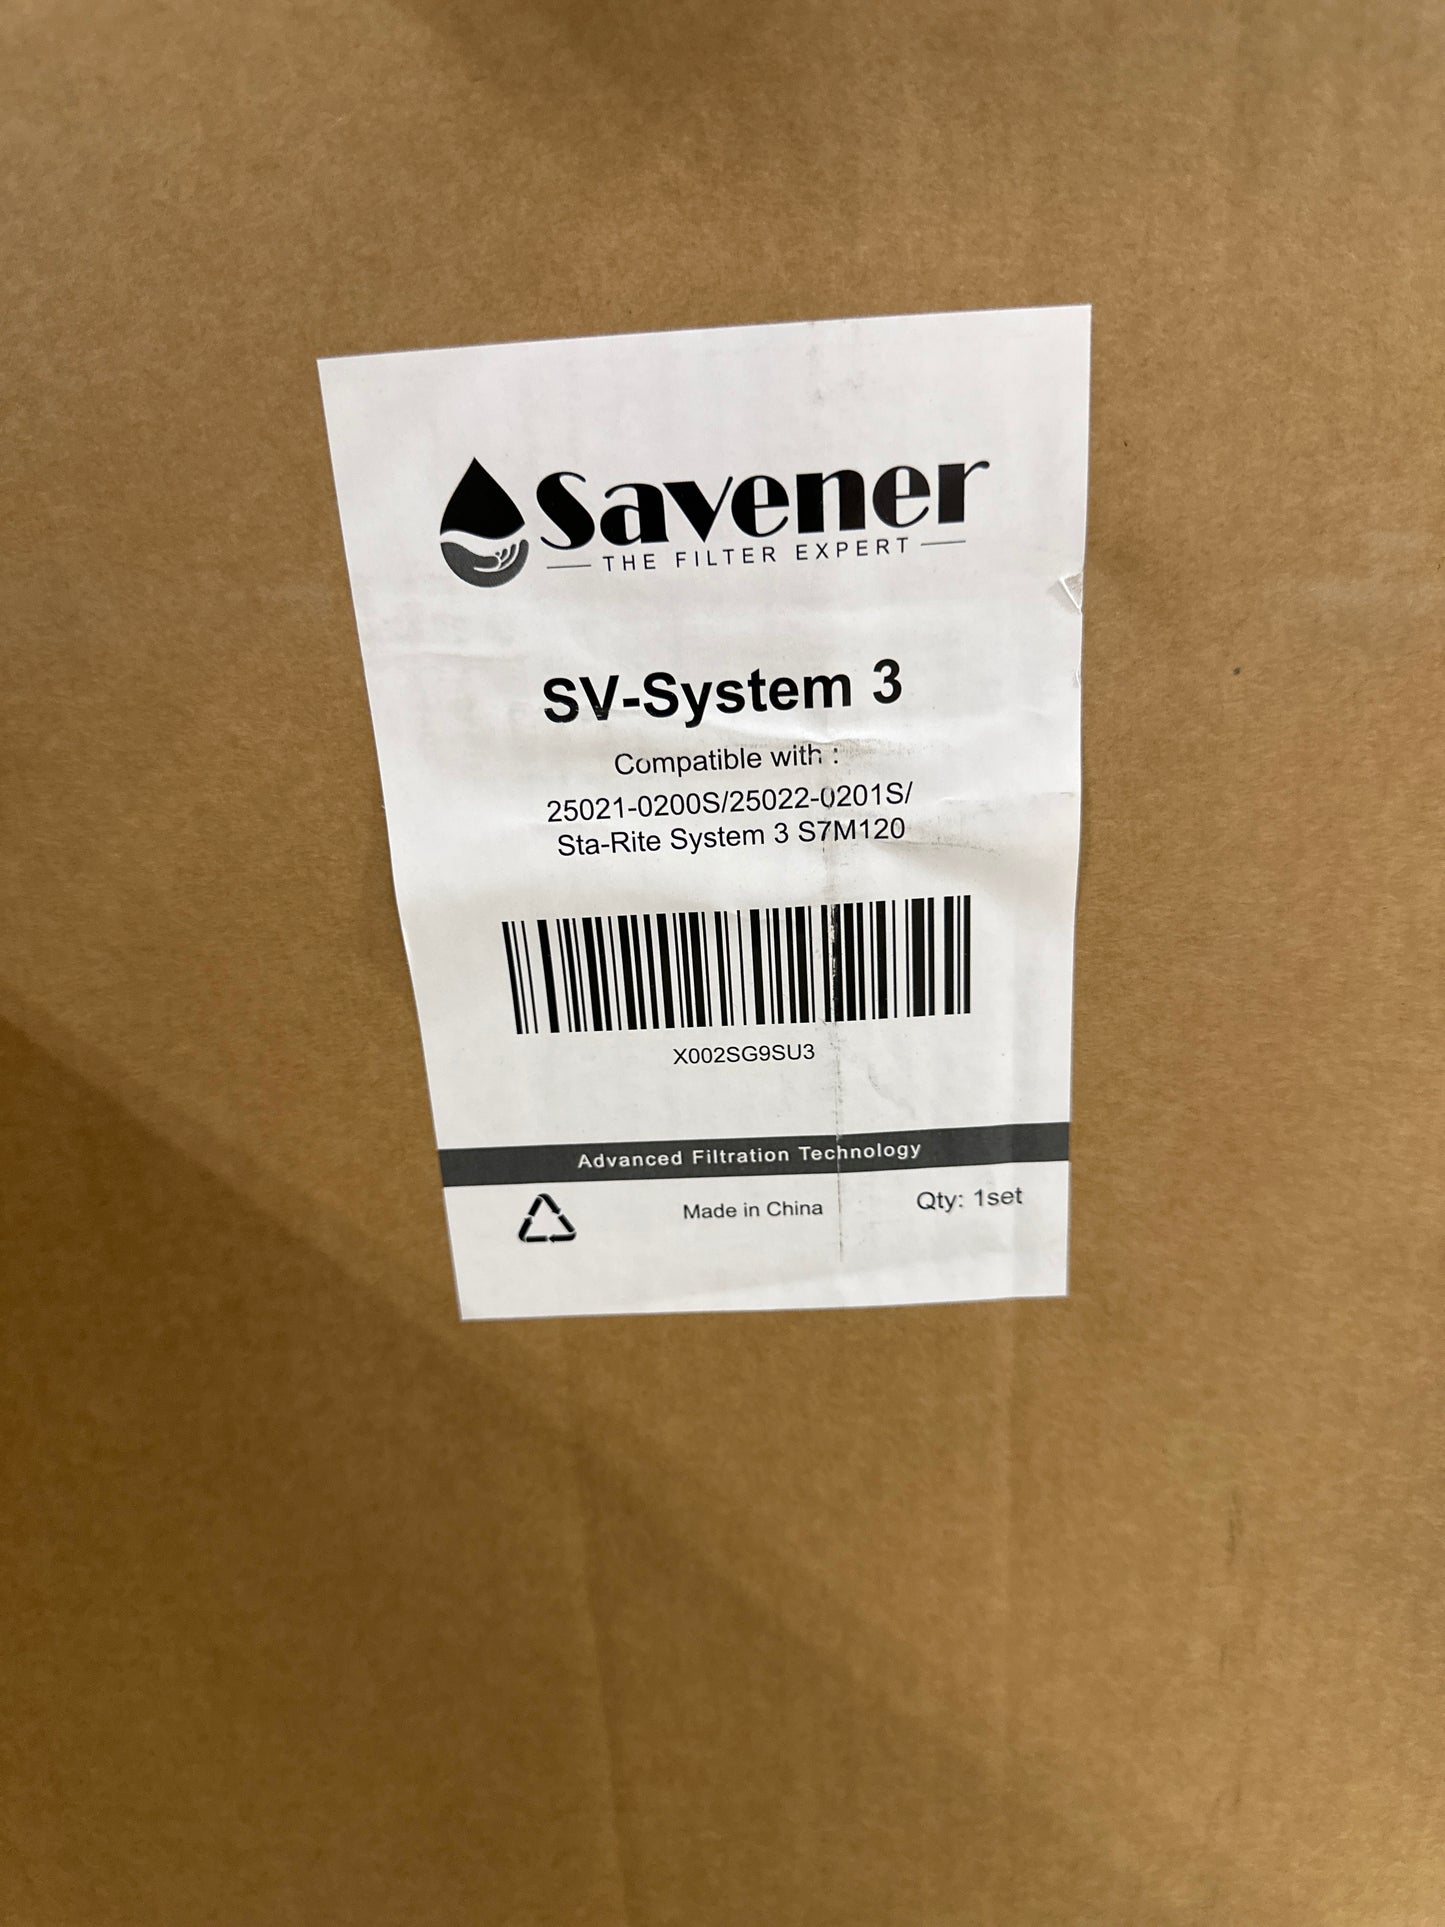 Savener
THE FILTER EXPERT
SV-System 3
Compatible with :
25021-0200S/25022-0201S/
Sta-Rite System 3 S7M120
X002SG9SU3
Advanced Filtration Technology
Made in China
Qty: 1set